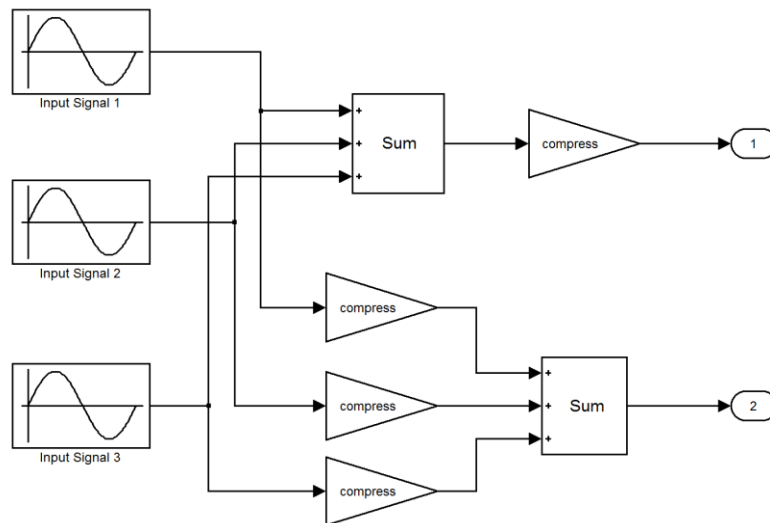 Input Signal 1
+
+
+
Sum
compress
1
Input Signal 2
compress
Input Signal 3
compress
compress
+
+
+
Sum
2